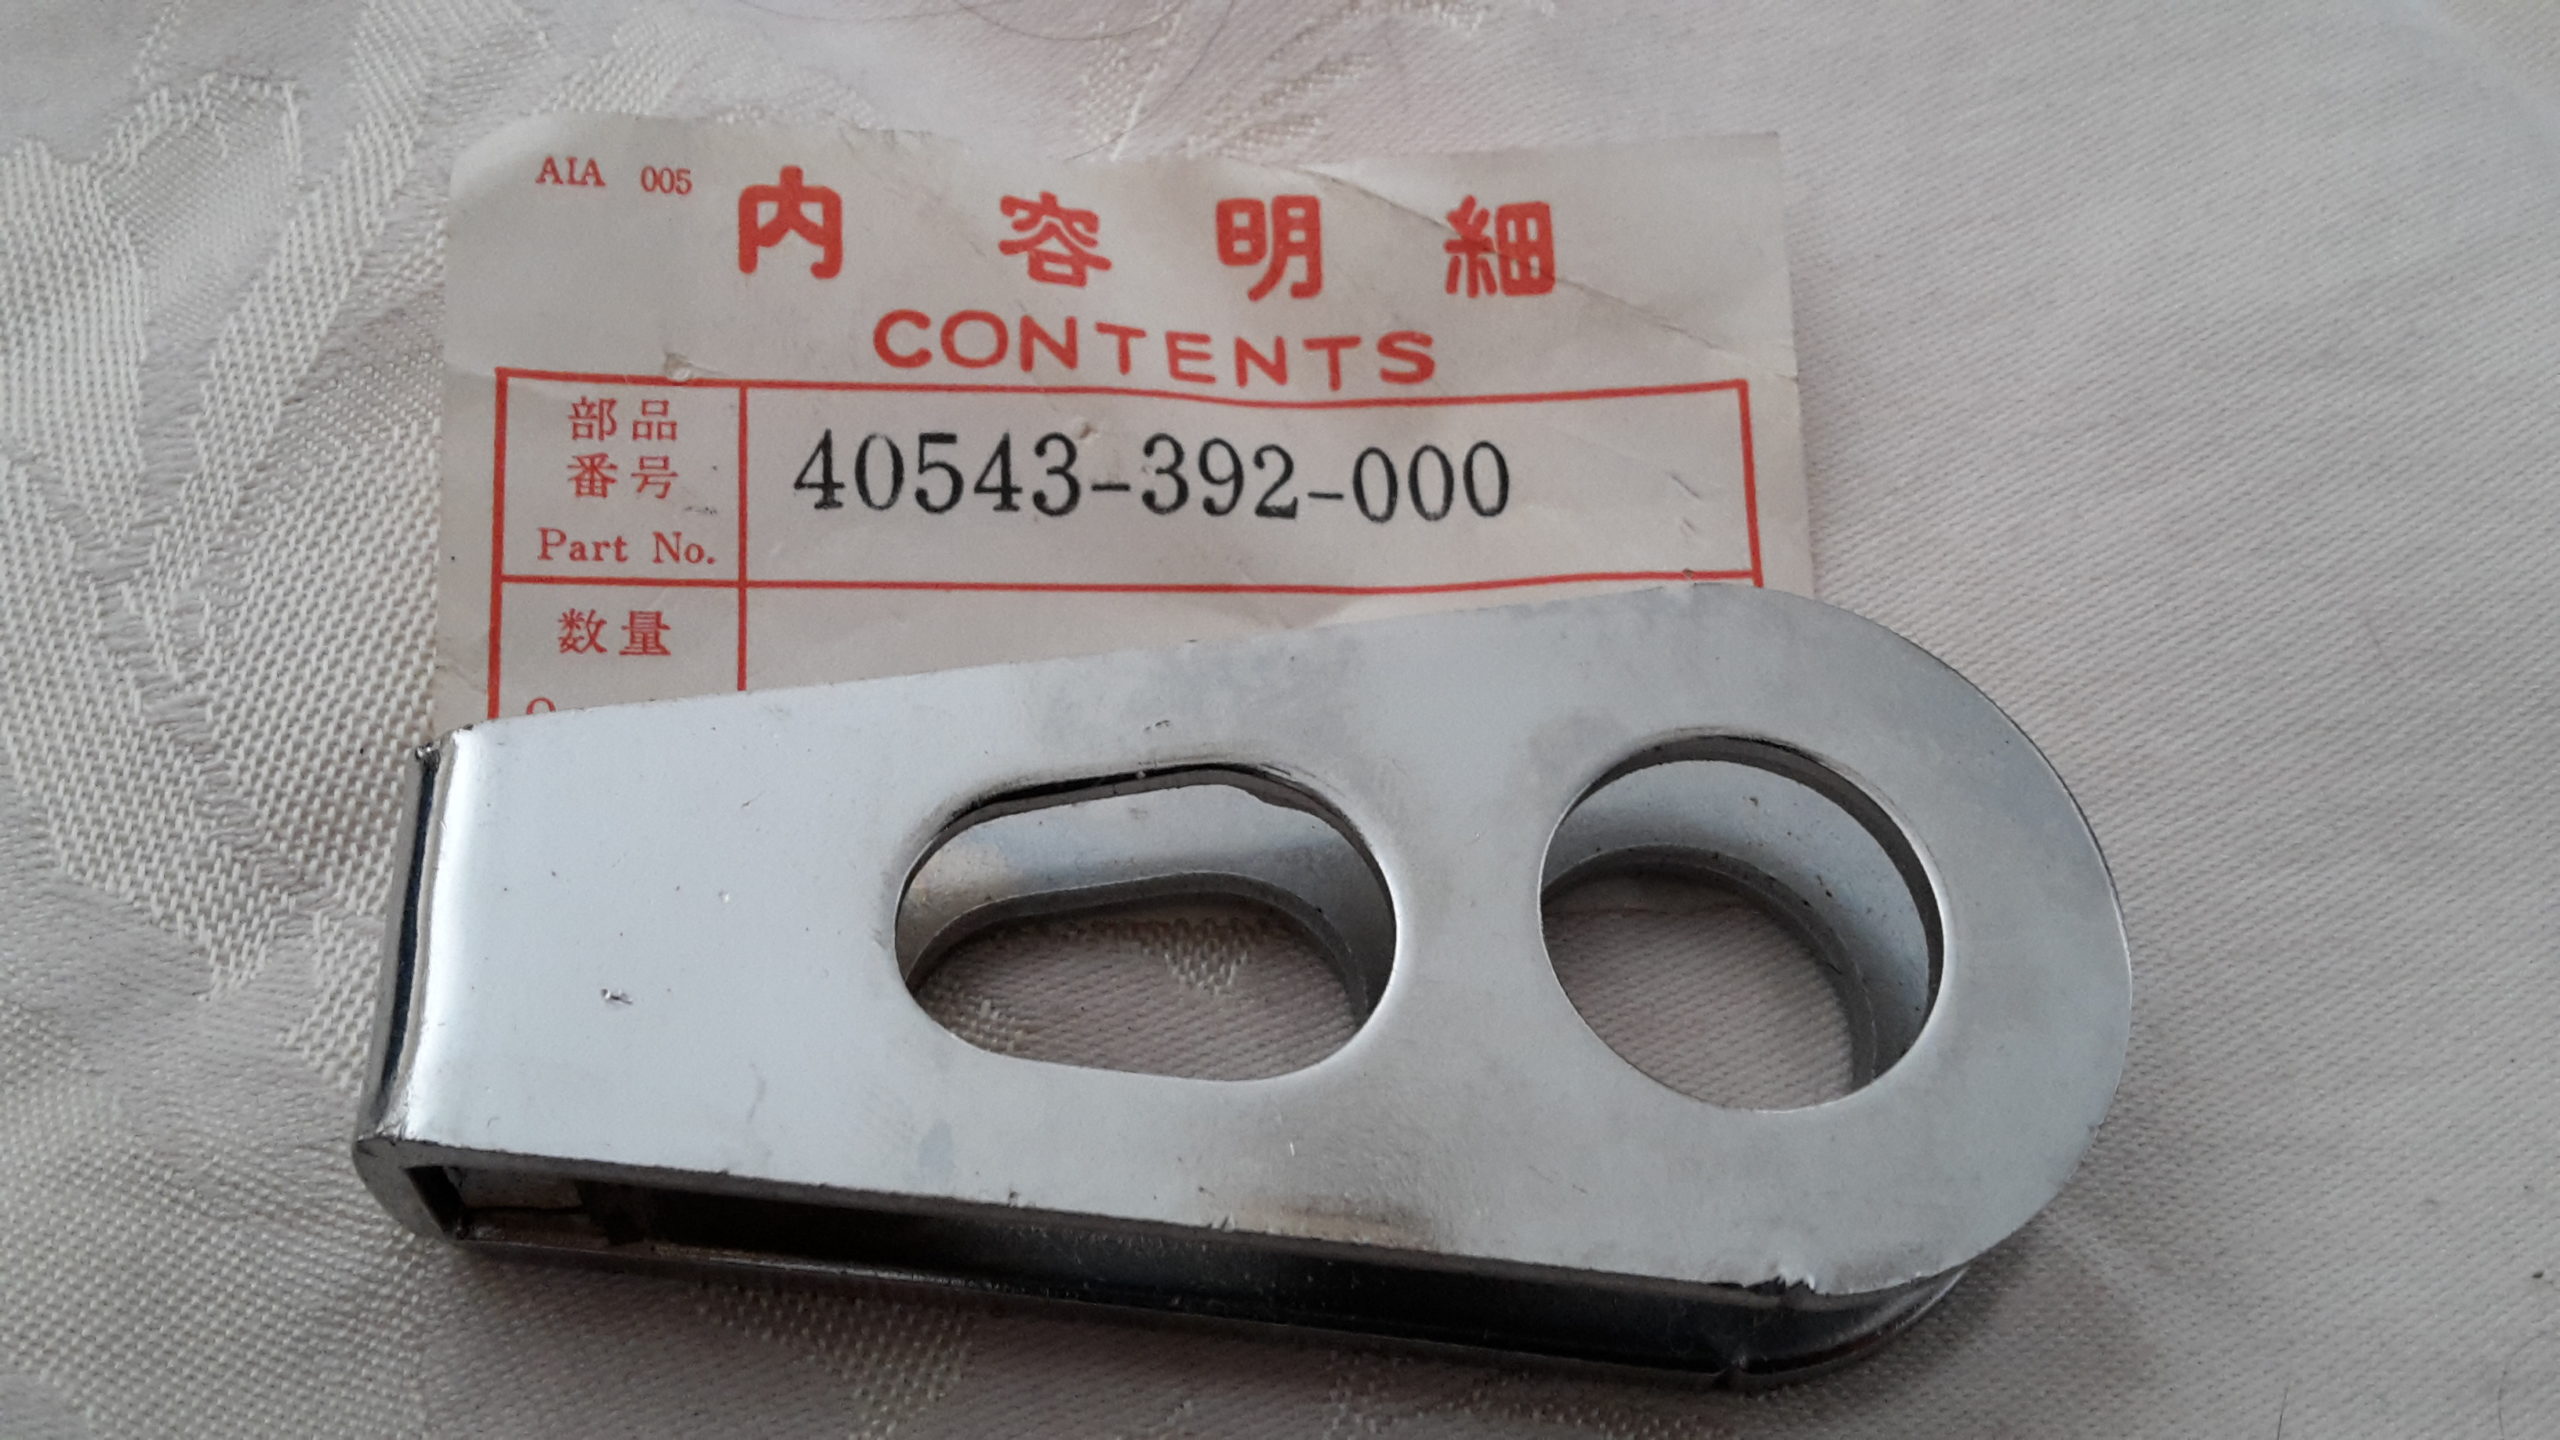 AIA 005
内容明細
CONTENTS
部品
番号
Part No.
40543-392-000
数量